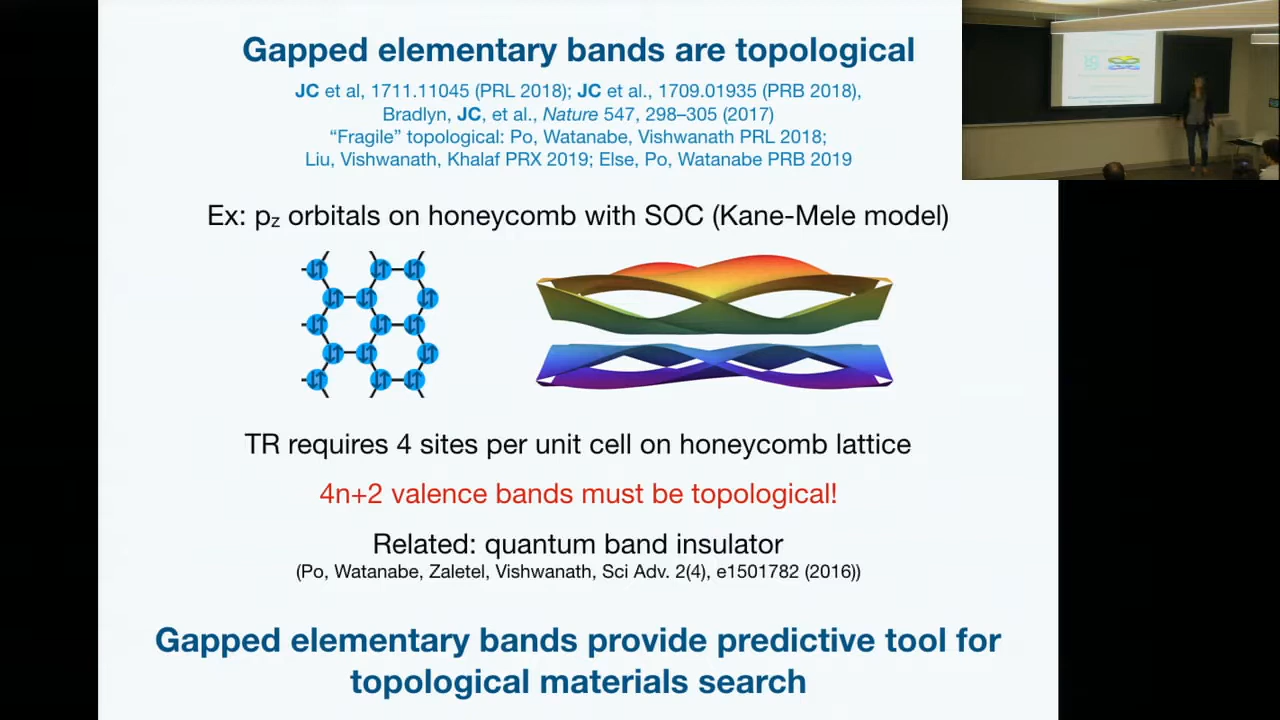 Gapped elementary bands are topological
JC et al, 1711.11045 (PRL 2018); JC et al., 1709.01935 (PRB 2018),
Bradlyn, JC, et al., Nature 547, 298–305 (2017)
“Fragile” topological: Po, Watanabe, Vishwanath PRL 2018;
Liu, Vishwanath, Khalaf PRX 2019; Else, Po, Watanabe PRB 2019
Ex: pz orbitals on honeycomb with SOC (Kane-Mele model)
TR requires 4 sites per unit cell on honeycomb lattice
4n+2 valence bands must be topological!
Related: quantum band insulator
(Po, Watanabe, Zaletel, Vishwanath, Sci Adv. 2(4), e1501782 (2016))
Gapped elementary bands provide predictive tool for
topological materials search